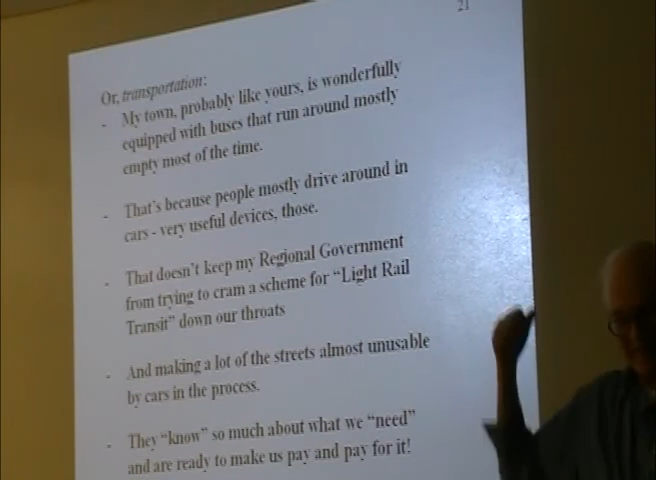 21
Or, transportation:
- My town, probably like yours, is wonderfully
equipped with buses that run around mostly
empty most of the time.
- That's because people mostly drive around in
cars - very useful devices, those.
- That doesn't keep my Regional Government
from trying to cram a scheme for "Light Rail
Transit" down our throats
- And making a lot of the streets almost unusable
by cars in the process.
- They "know" so much about what we "need"
and are ready to make us pay and pay for it!